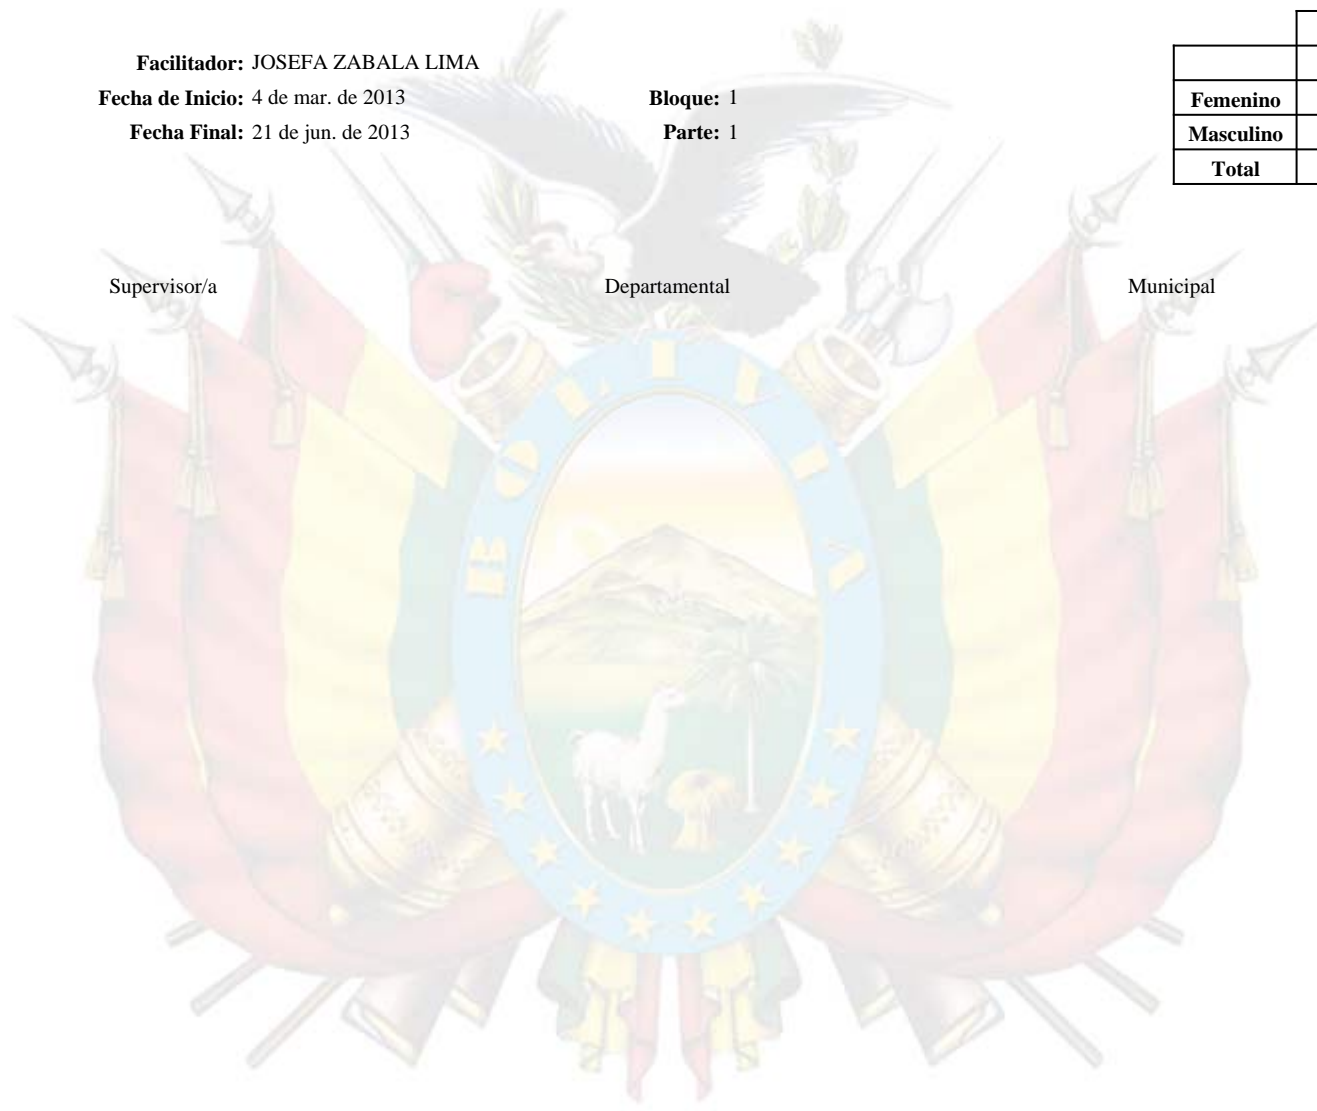 Facilitador: JOSEFA ZABALA LIMA
Fecha de Inicio: 4 de mar. de 2013 Bloque: 1
Fecha Final: 21 de jun. de 2013 Parte: 1
Femenino
Masculino
Total
Supervisor/a Departamental Municipal
BOLIVIA